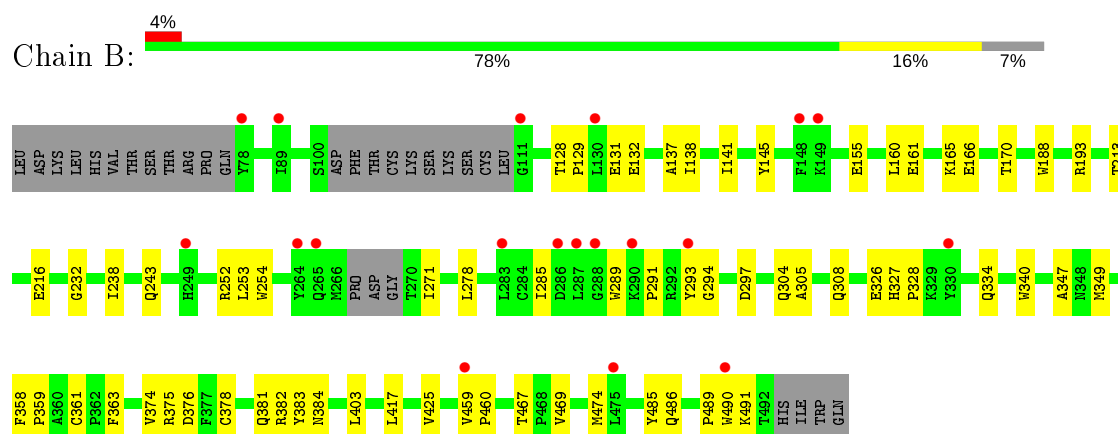 4%
Chain B:
78% 16% 7%
LEU ASP LYS LEU HIS VAL THR SER THR ARG PRO GLN Y78 I89 S100 ASP PHE THR CYS LYS SER LYS SER CYS LEU G111 T128 P129 L130 E131 E132 A137 I138 I141 Y145 F148 K149 E155 L160 E161 K165 E166 T170 W188 R193 T213
E216 G232 I238 Q243 H249 R252 L253 W254 Y264 Q265 M266 PRO ASP GLY T270 I271 L278 L283 C284 I285 D286 L287 G288 W289 K290 P291 R292 Y293 G294 D297 Q304 A305 Q308 E326 H327 P328 K329 Y330 Q334 W340 A347 N348 M349
F358 P359 A360 C361 P362 F363 V374 R375 D376 F377 C378 Q381 R382 Y383 N384 L403 L417 V425 V459 P460 T467 P468 V469 M474 L475 Y485 Q486 P489 W490 K491 T492 HIS ILE TRP GLN